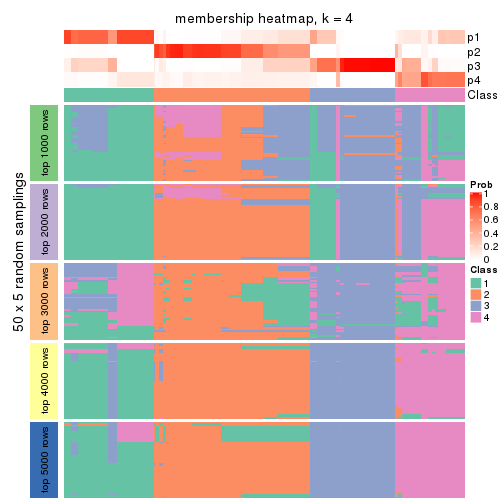 membership heatmap, k = 4
p1
p2
p3
p4
Class
50 x 5 random samplings
top 1000 rows
top 2000 rows
top 3000 rows
top 4000 rows
top 5000 rows
Prob
1
0.8
0.6
0.4
0.2
0
Class
1
2
3
4